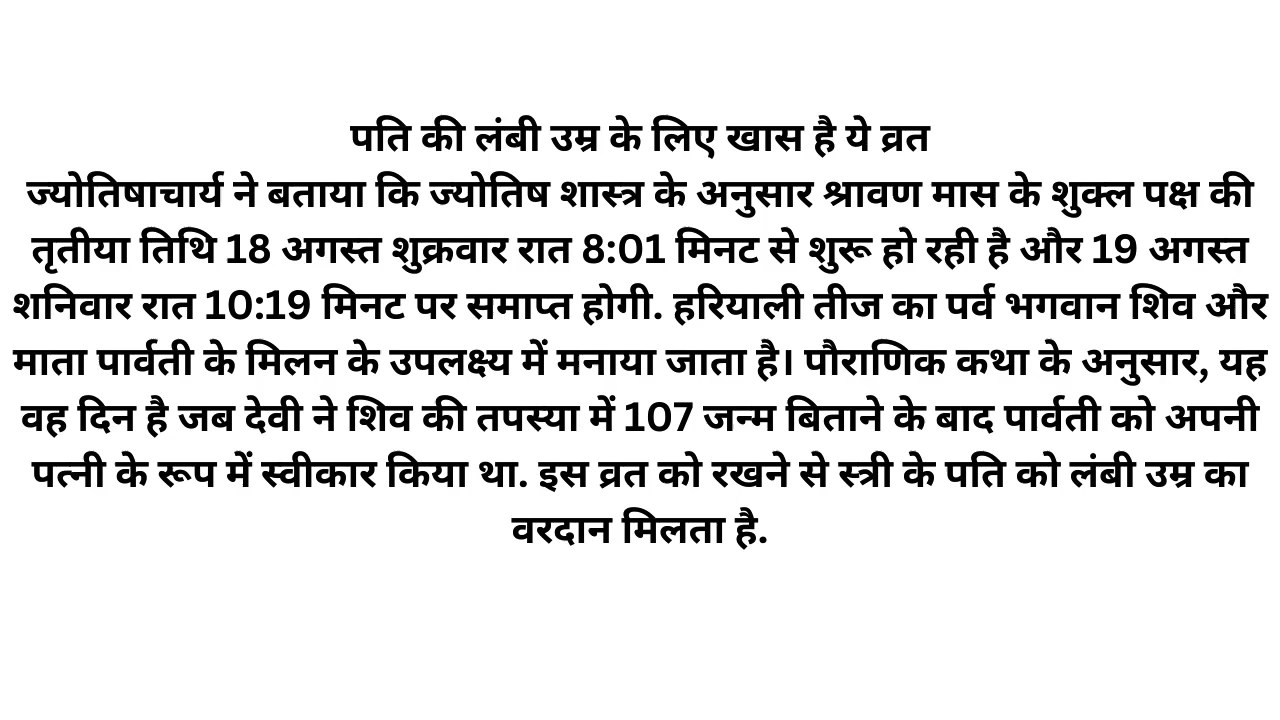 पति की लंबी उम्र के लिए खास है ये व्रत
ज्योतिषाचार्य ने बताया कि ज्योतिष शास्त्र के अनुसार श्रावण मास के शुक्ल पक्ष की
तृतीया तिथि 18 अगस्त शुक्रवार रात 8:01 मिनट से शुरू हो रही है और 19 अगस्त
शनिवार रात 10:19 मिनट पर समाप्त होगी. हरियाली तीज का पर्व भगवान शिव और
माता पार्वती के मिलन के उपलक्ष्य में मनाया जाता है। पौराणिक कथा के अनुसार, यह
वह दिन है जब देवी ने शिव की तपस्या में 107 जन्म बिताने के बाद पार्वती को अपनी
पत्नी के रूप में स्वीकार किया था. इस व्रत को रखने से स्त्री के पति को लंबी उम्र का
वरदान मिलता है.